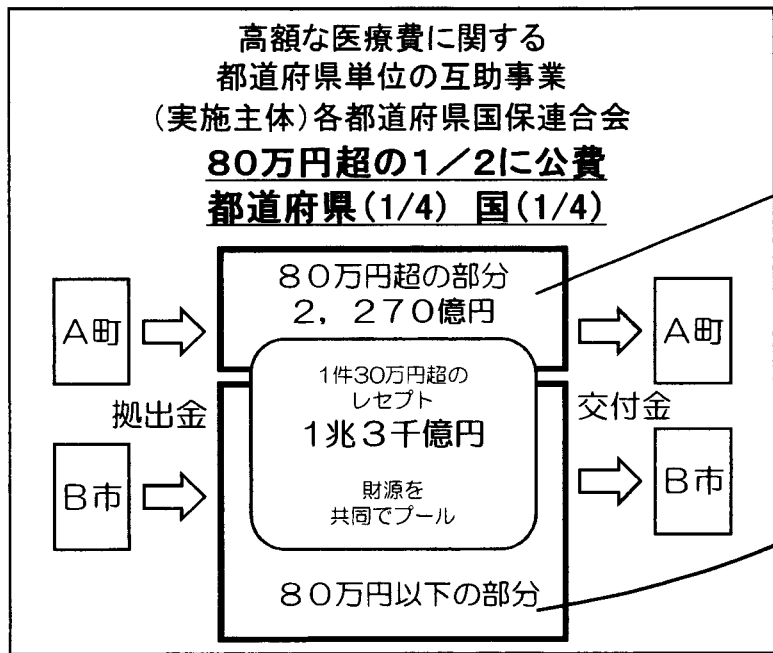 高額な医療費に関する
都道府県単位の互助事業
(実施主体)各都道府県国保連合会
80万円超の1/2に公費
都道府県(1/4) 国(1/4)
80万円超の部分
2,270億円
A町
A町
1件30万円超の
レセプト
1兆3千億円
拠出金
交付金
B市
B市
財源を
共同でプール
80万円以下の部分